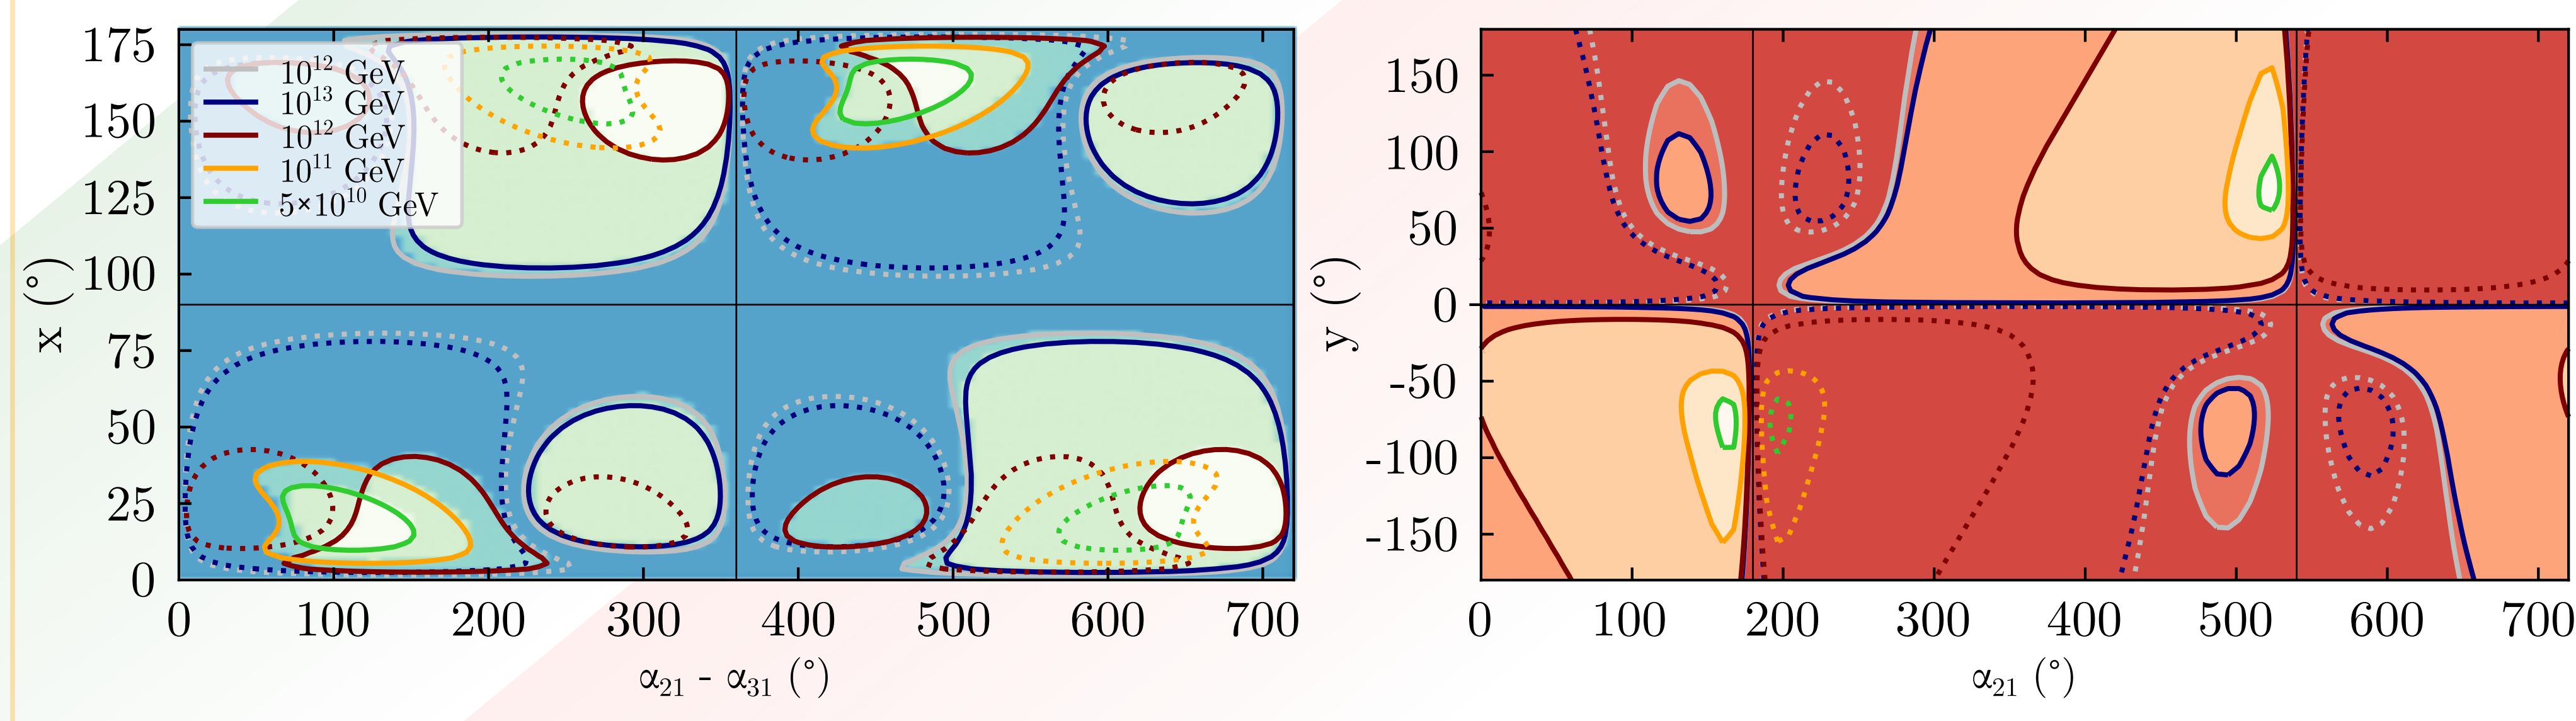 175
150
125
100
75
50
25
0
x (°)
10¹² GeV
10¹³ GeV
10¹² GeV
10¹¹ GeV
5×10¹⁰ GeV
0 100 200 300 400 500 600 700
α₂₁ - α₃₁ (°)
150
100
50
0
-50
-100
-150
y (°)
0 100 200 300 400 500 600 700
α₂₁ (°)